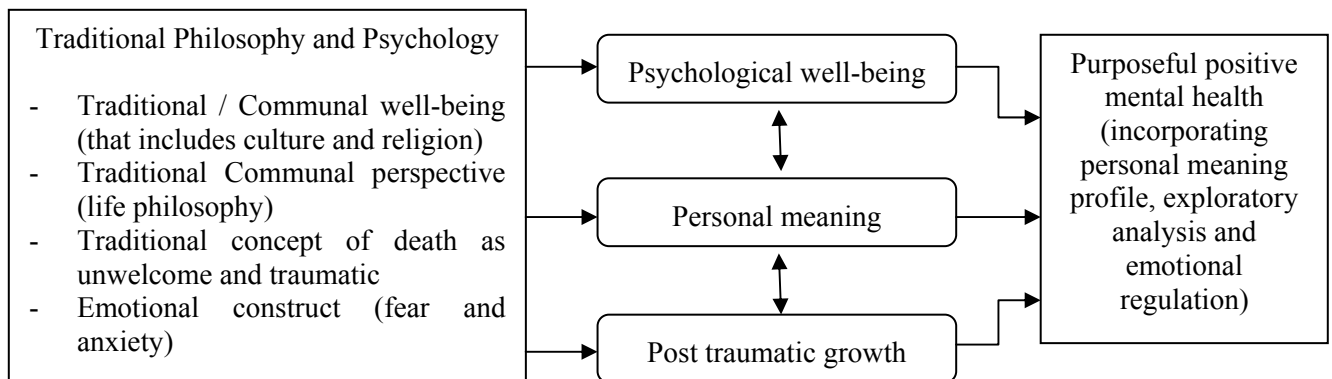 Traditional Philosophy and Psychology
- Traditional / Communal well-being
(that includes culture and religion)
- Traditional Communal perspective
(life philosophy)
- Traditional concept of death as
unwelcome and traumatic
- Emotional construct (fear and
anxiety)
Psychological well-being
Personal meaning
Post traumatic growth
Purposeful positive
mental health
(incorporating
personal meaning
profile, exploratory
analysis and
emotional
regulation)